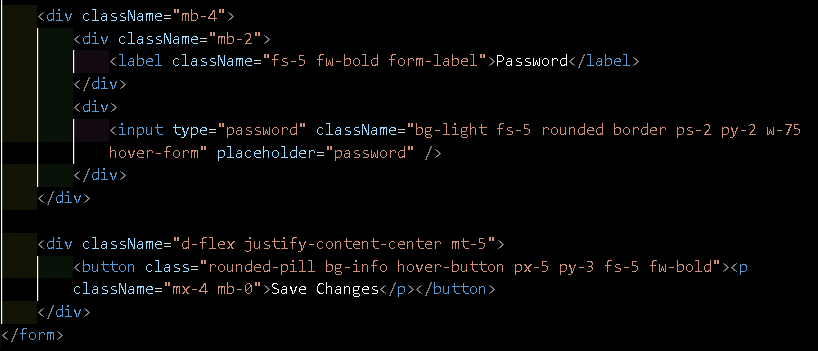 <div className="mb-4">
<div className="mb-2">
<label className="fs-5 fw-bold form-label">Password</label>
</div>
<div>
<input type="password" className="bg-light fs-5 rounded border ps-2 py-2 w-75
hover-form" placeholder="password" />
</div>
</div>
<div className="d-flex justify-content-center mt-5">
<button class="rounded-pill bg-info hover-button px-5 py-3 fs-5 fw-bold"><p
className="mx-4 mb-0">Save Changes</p></button>
</div>
</form>